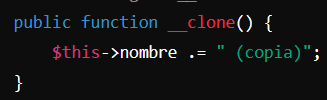 public function __clone() {
$this->nombre .= " (copia)";
}